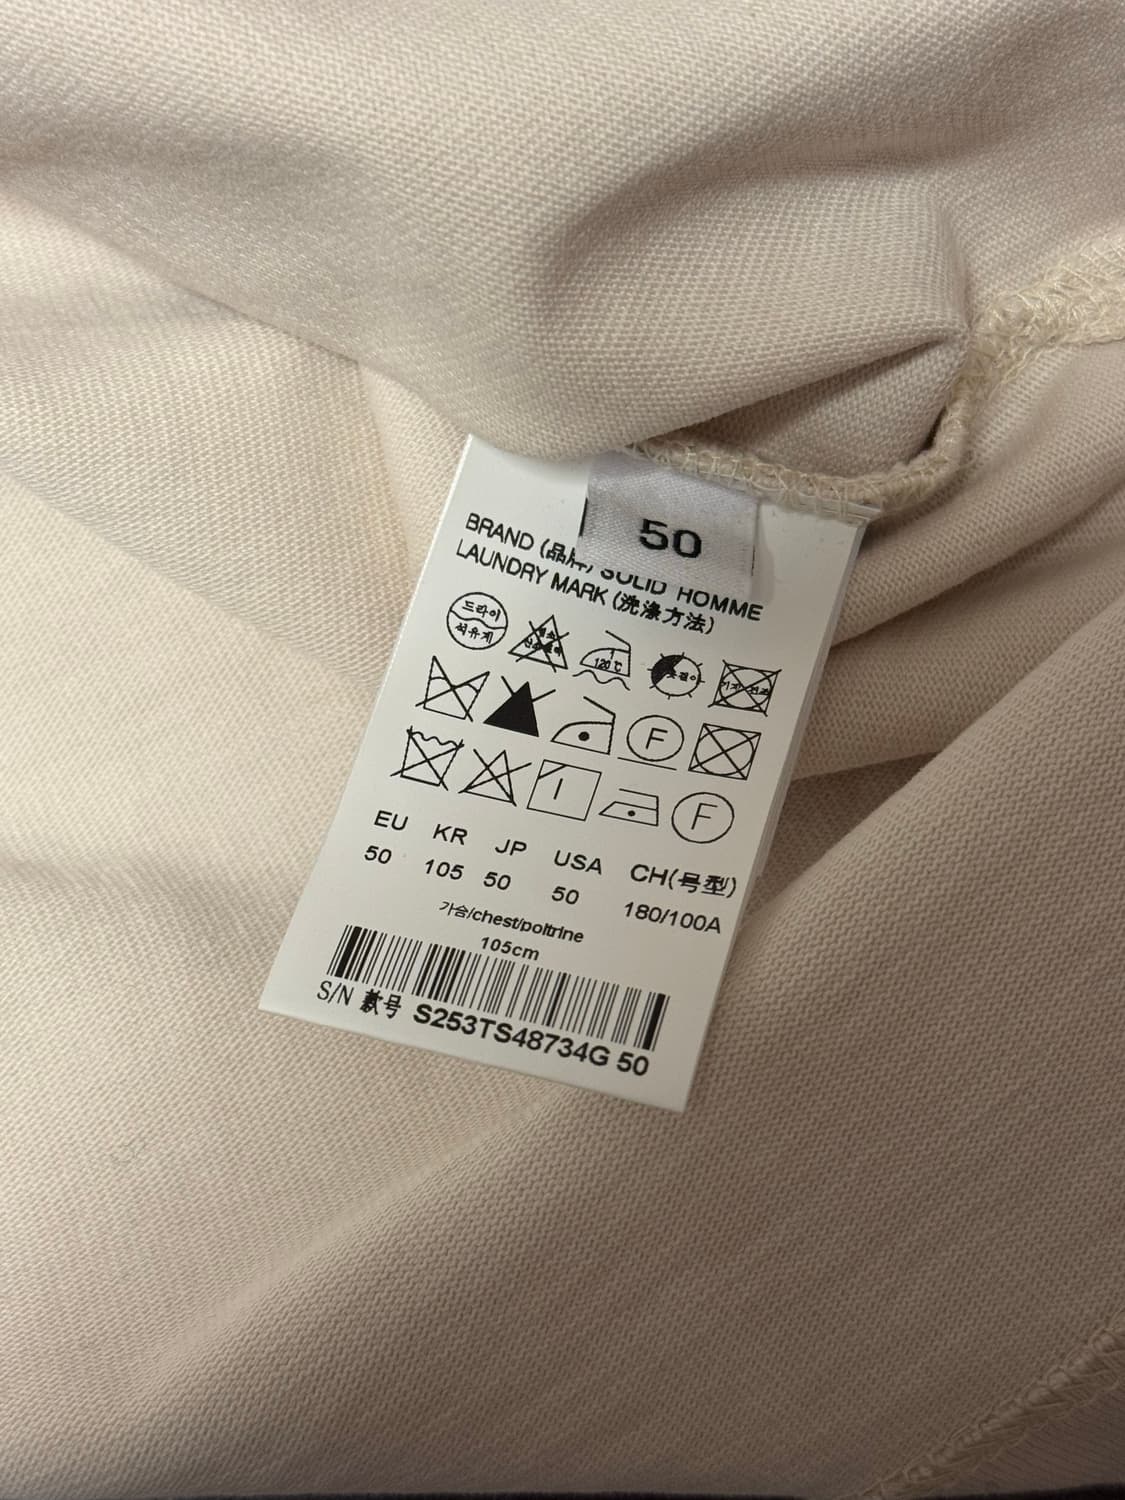 50
BRAND (品牌) SOLID HOMME
LAUNDRY MARK (洗涤方法)
드라이
석유계
120℃
F
F
EU KR JP USA CH(号型)
50 105 50 50 180/100A
가슴/chest/poitrine
105cm
S/N 款号 S253TS48734G 50